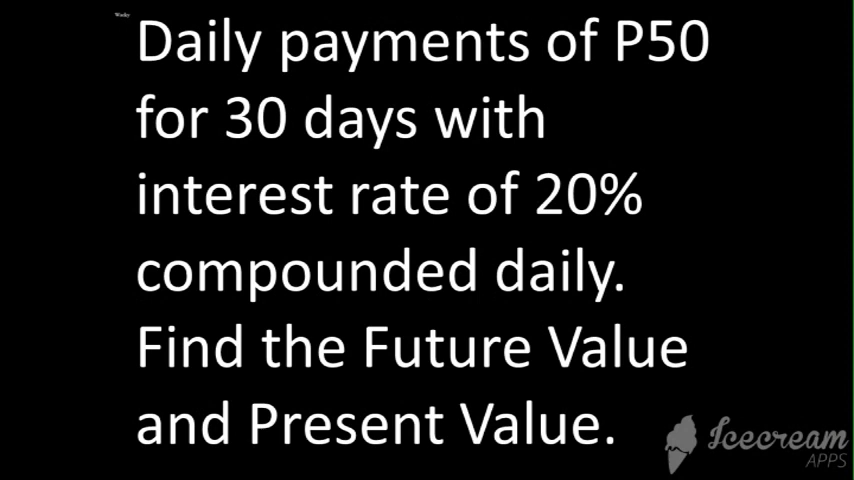 Daily payments of P50
for 30 days with
interest rate of 20%
compounded daily.
Find the Future Value
and Present Value.
Icecream
APPS